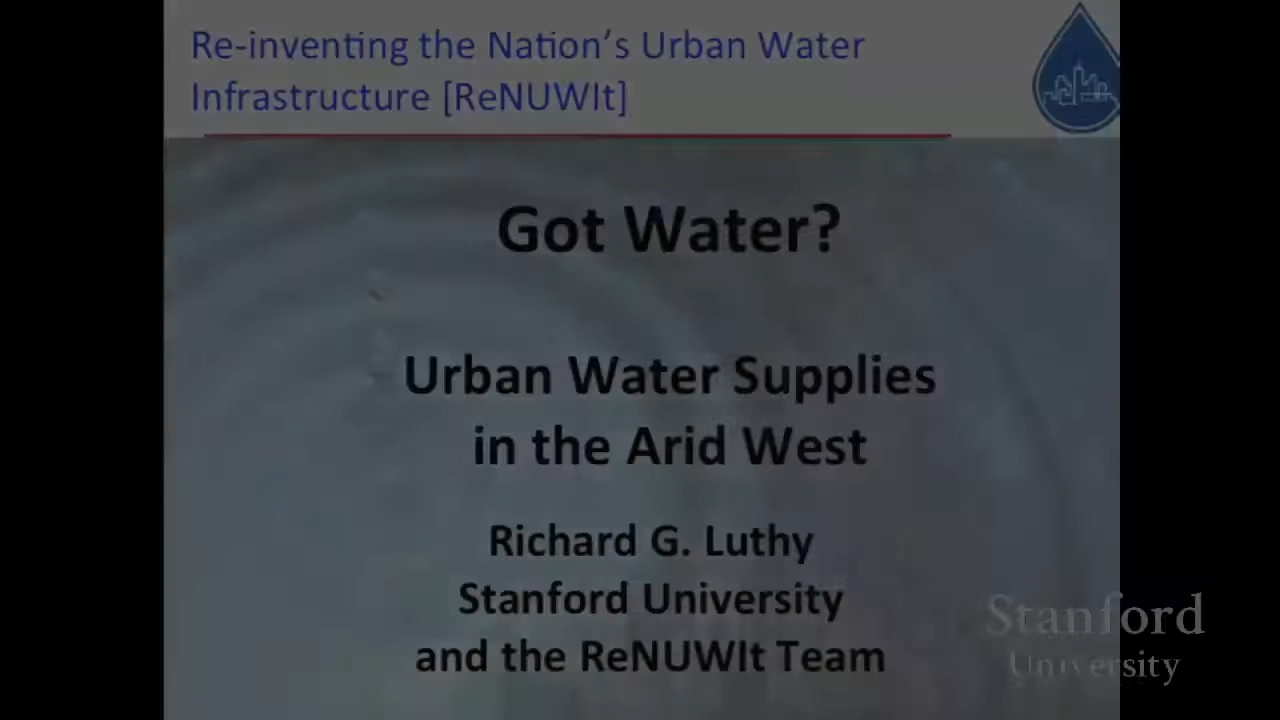 Re-inventing the Nation's Urban Water
Infrastructure [ReNUWIt]
Got Water?
Urban Water Supplies
in the Arid West
Richard G. Luthy
Stanford University
and the ReNUWIt Team
Stanford
University